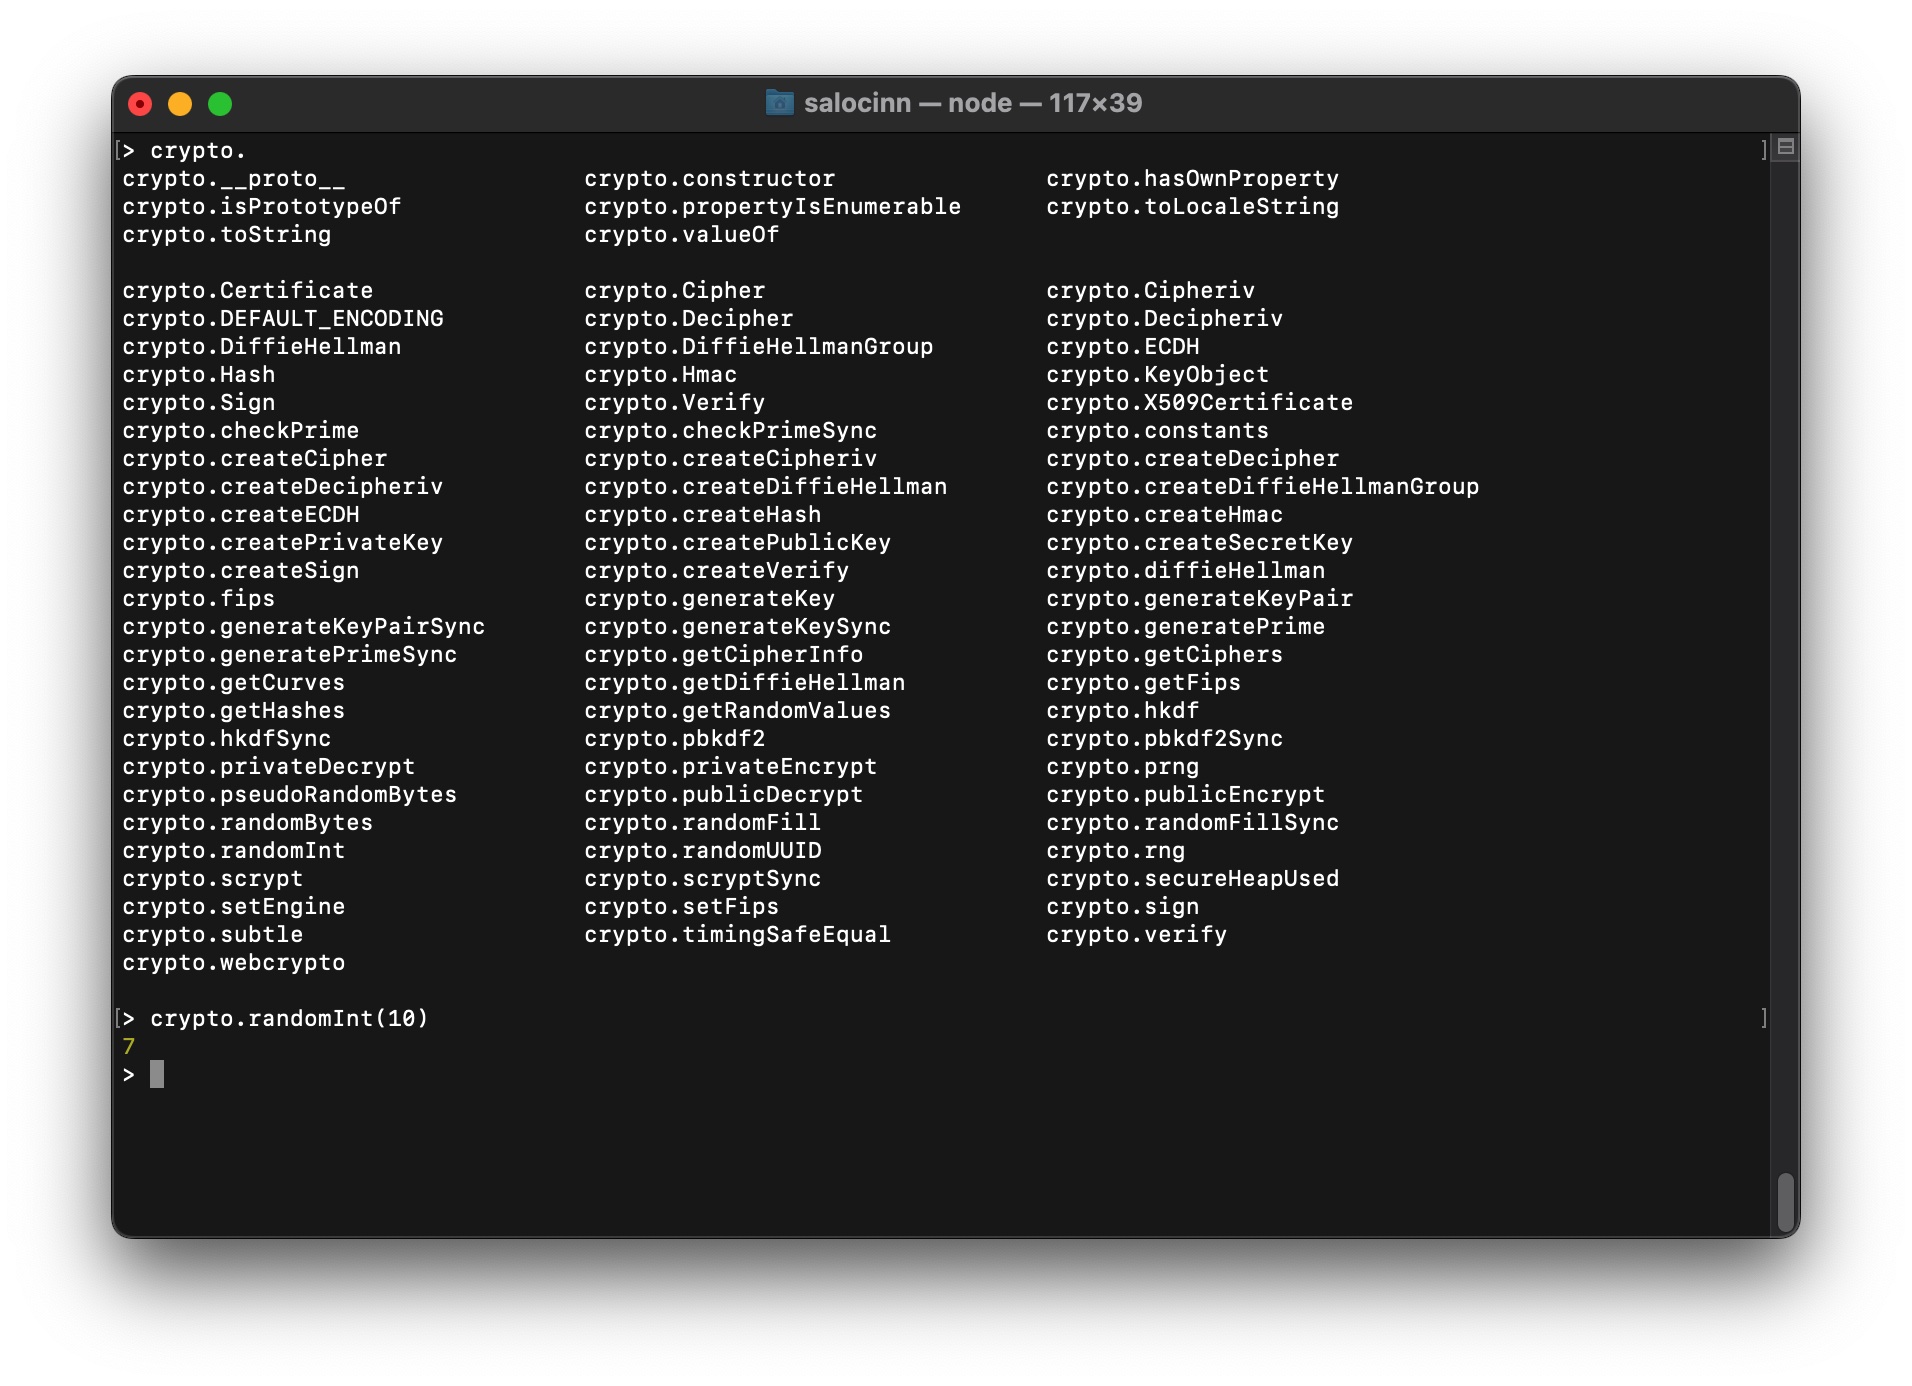 salocinn — node — 117×39
[> crypto. ]
crypto.__proto__ crypto.constructor crypto.hasOwnProperty
crypto.isPrototypeOf crypto.propertyIsEnumerable crypto.toLocaleString
crypto.toString crypto.valueOf
crypto.Certificate crypto.Cipher crypto.Cipheriv
crypto.DEFAULT_ENCODING crypto.Decipher crypto.Decipheriv
crypto.DiffieHellman crypto.DiffieHellmanGroup crypto.ECDH
crypto.Hash crypto.Hmac crypto.KeyObject
crypto.Sign crypto.Verify crypto.X509Certificate
crypto.checkPrime crypto.checkPrimeSync crypto.constants
crypto.createCipher crypto.createCipheriv crypto.createDecipher
crypto.createDecipheriv crypto.createDiffieHellman crypto.createDiffieHellmanGroup
crypto.createECDH crypto.createHash crypto.createHmac
crypto.createPrivateKey crypto.createPublicKey crypto.createSecretKey
crypto.createSign crypto.createVerify crypto.diffieHellman
crypto.fips crypto.generateKey crypto.generateKeyPair
crypto.generateKeyPairSync crypto.generateKeySync crypto.generatePrime
crypto.generatePrimeSync crypto.getCipherInfo crypto.getCiphers
crypto.getCurves crypto.getDiffieHellman crypto.getFips
crypto.getHashes crypto.getRandomValues crypto.hkdf
crypto.hkdfSync crypto.pbkdf2 crypto.pbkdf2Sync
crypto.privateDecrypt crypto.privateEncrypt crypto.prng
crypto.pseudoRandomBytes crypto.publicDecrypt crypto.publicEncrypt
crypto.randomBytes crypto.randomFill crypto.randomFillSync
crypto.randomInt crypto.randomUUID crypto.rng
crypto.scrypt crypto.scryptSync crypto.secureHeapUsed
crypto.setEngine crypto.setFips crypto.sign
crypto.subtle crypto.timingSafeEqual crypto.verify
crypto.webcrypto
[> crypto.randomInt(10) ]
7
>